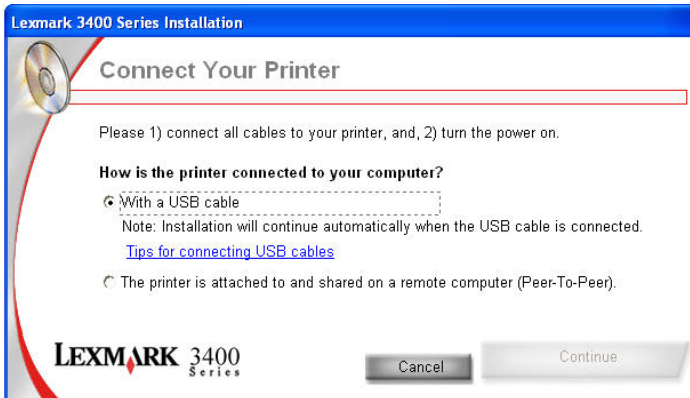 Lexmark 3400 Series Installation
Connect Your Printer
Please 1) connect all cables to your printer, and, 2) turn the power on.
How is the printer connected to your computer?
With a USB cable
Note: Installation will continue automatically when the USB cable is connected.
Tips for connecting USB cables
The printer is attached to and shared on a remote computer (Peer-To-Peer).
LEXMARK 3400
Series
Cancel
Continue